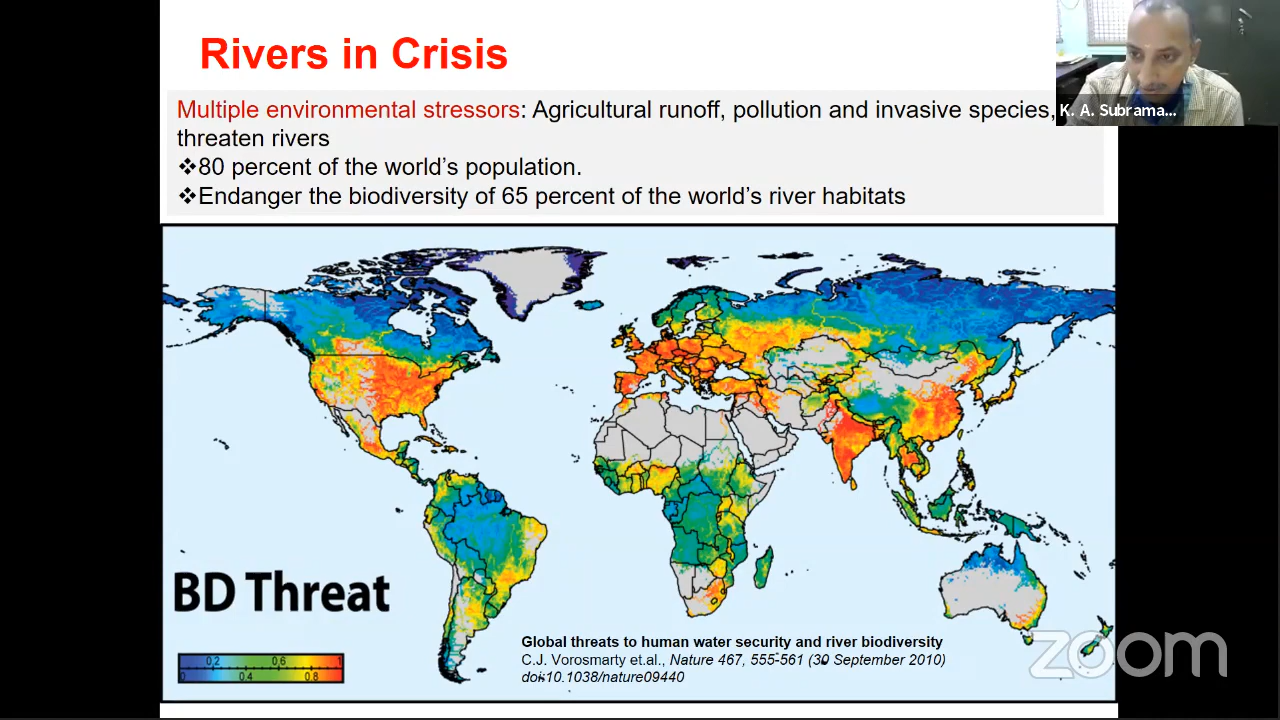 Rivers in Crisis
Multiple environmental stressors: Agricultural runoff, pollution and invasive species,
threaten rivers
❖80 percent of the world’s population.
❖Endanger the biodiversity of 65 percent of the world’s river habitats
K. A. Subrama...
BD Threat
0.2 0.6 1
0.4 0.8
Global threats to human water security and river biodiversity
C.J. Vorosmarty et.al., Nature 467, 555-561 (30 September 2010)
doi:10.1038/nature09440
zoom